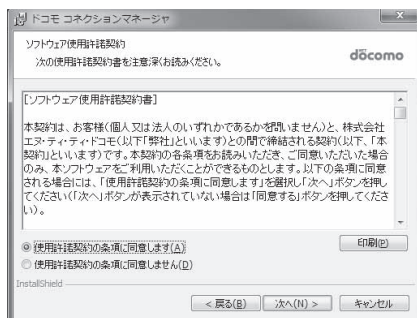 ドコモ コネクションマネージャ
ソフトウェア使用許諾契約
次の使用許諾契約書を注意深くお読みください。
döcomo
[ソフトウェア使用許諾契約書]
本契約は、お客様(個人又は法人のいずれかであるかを問いません)と、株式会社
エヌ・ティ・ティ・ドコモ(以下「弊社」といいます)との間で締結される契約(以下、「本
契約」といいます)です。本契約の各条項をお読みいただき、ご同意いただいた場合
のみ、本ソフトウェアをご利用いただくことができるものとします。以下の条項に同意
される場合には、「使用許諾契約の条項に同意します」を選択し「次へ」ボタンを押し
てください(「次へ」ボタンが表示されていない場合は「同意する」ボタンを押してくださ
い)。
使用許諾契約の条項に同意します(A)
印刷(P)
使用許諾契約の条項に同意しません(D)
InstallShield
< 戻る(B)
次へ(N) >
キャンセル